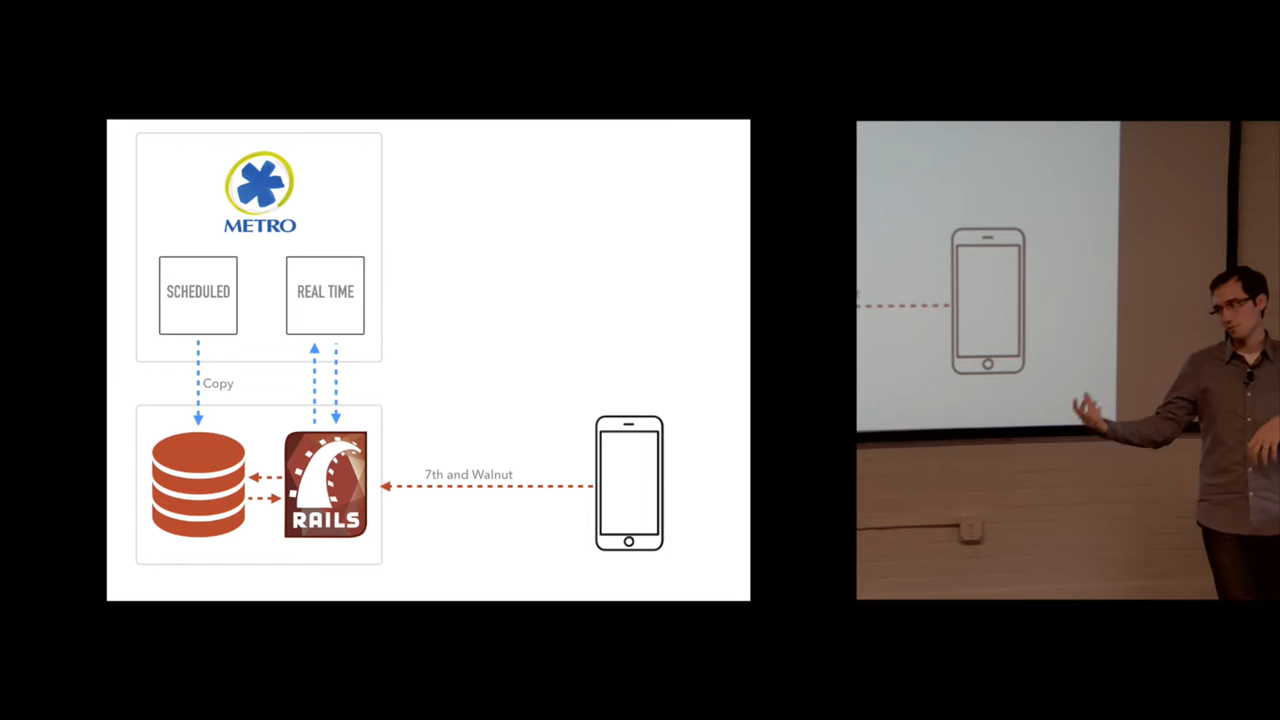 METRO
SCHEDULED
REAL TIME
Copy
7th and Walnut
RAILS